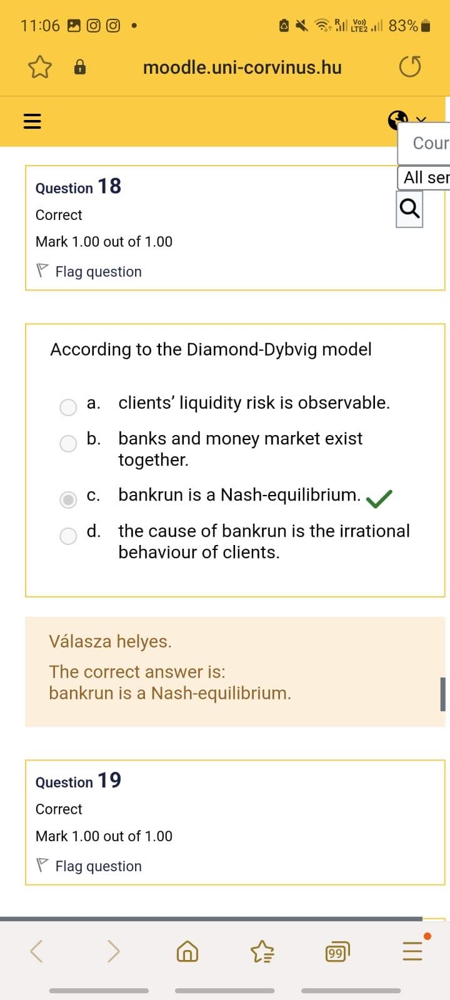 11:06
R Vo)) LTE2 83%
moodle.uni-corvinus.hu
Cour
All ser
Question 18
Correct
Mark 1.00 out of 1.00
Flag question
According to the Diamond-Dybvig model
a. clients’ liquidity risk is observable.
b. banks and money market exist
together.
c. bankrun is a Nash-equilibrium.
d. the cause of bankrun is the irrational
behaviour of clients.
Válasza helyes.
The correct answer is:
bankrun is a Nash-equilibrium.
Question 19
Correct
Mark 1.00 out of 1.00
Flag question
99